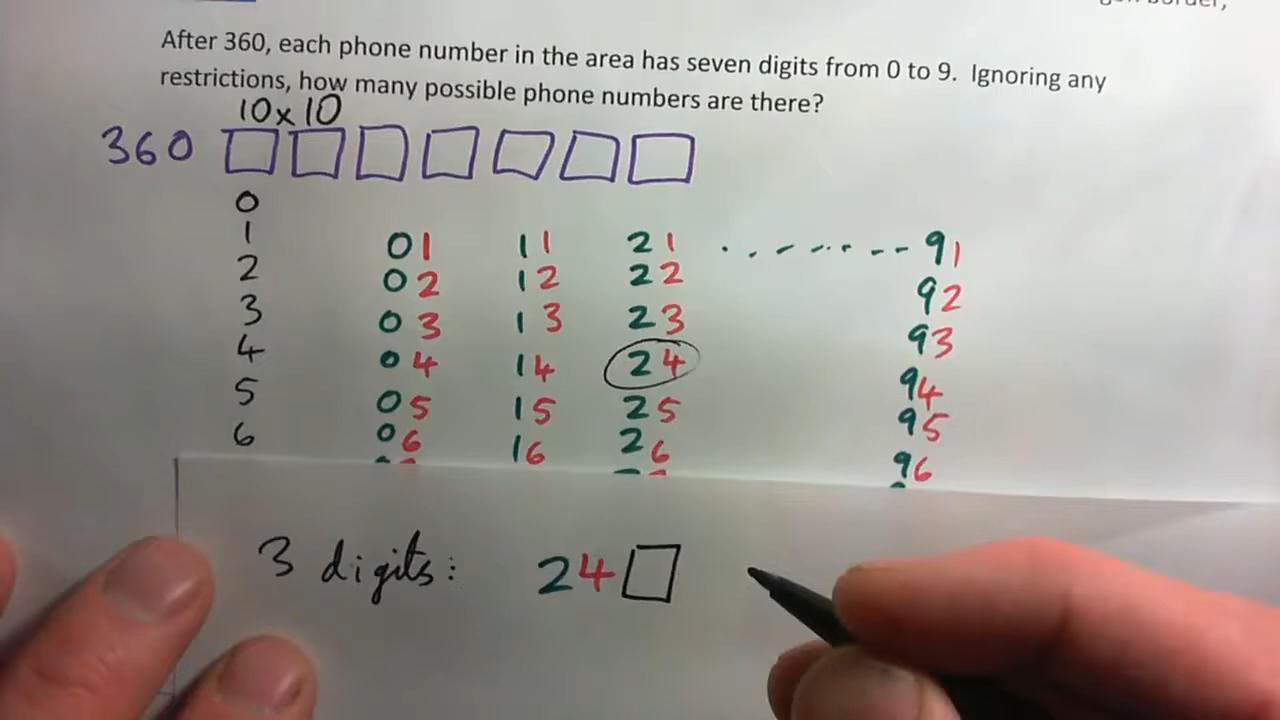 After 360, each phone number in the area has seven digits from 0 to 9. Ignoring any
restrictions, how many possible phone numbers are there?
10 x 10
360
0
1
01 11 21 91
2
02 12 22 92
3
03 13 23 93
4
04 14 24 94
5
05 15 25 95
6
06 16 26 96
3 digits: 24